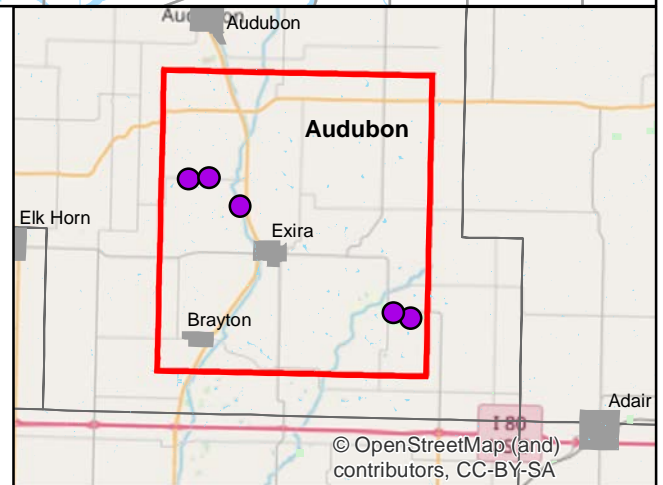 Audubon
Audubon
Elk Horn
Exira
Brayton
Adair
I 80
© OpenStreetMap (and)
contributors, CC-BY-SA